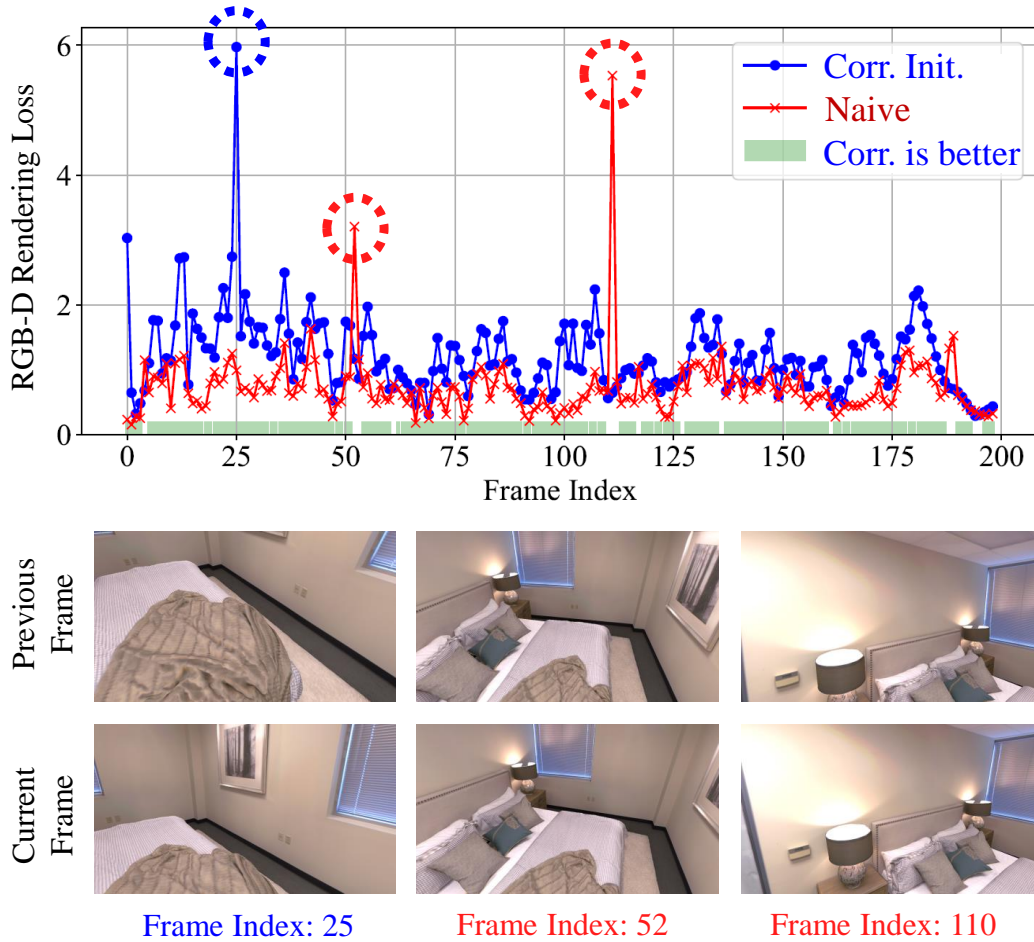 RGB-D Rendering Loss
6
4
2
0
Corr. Init.
Naive
Corr. is better
0 25 50 75 100 125 150 175 200
Frame Index
Previous
Frame
Current
Frame
Frame Index: 25 Frame Index: 52 Frame Index: 110